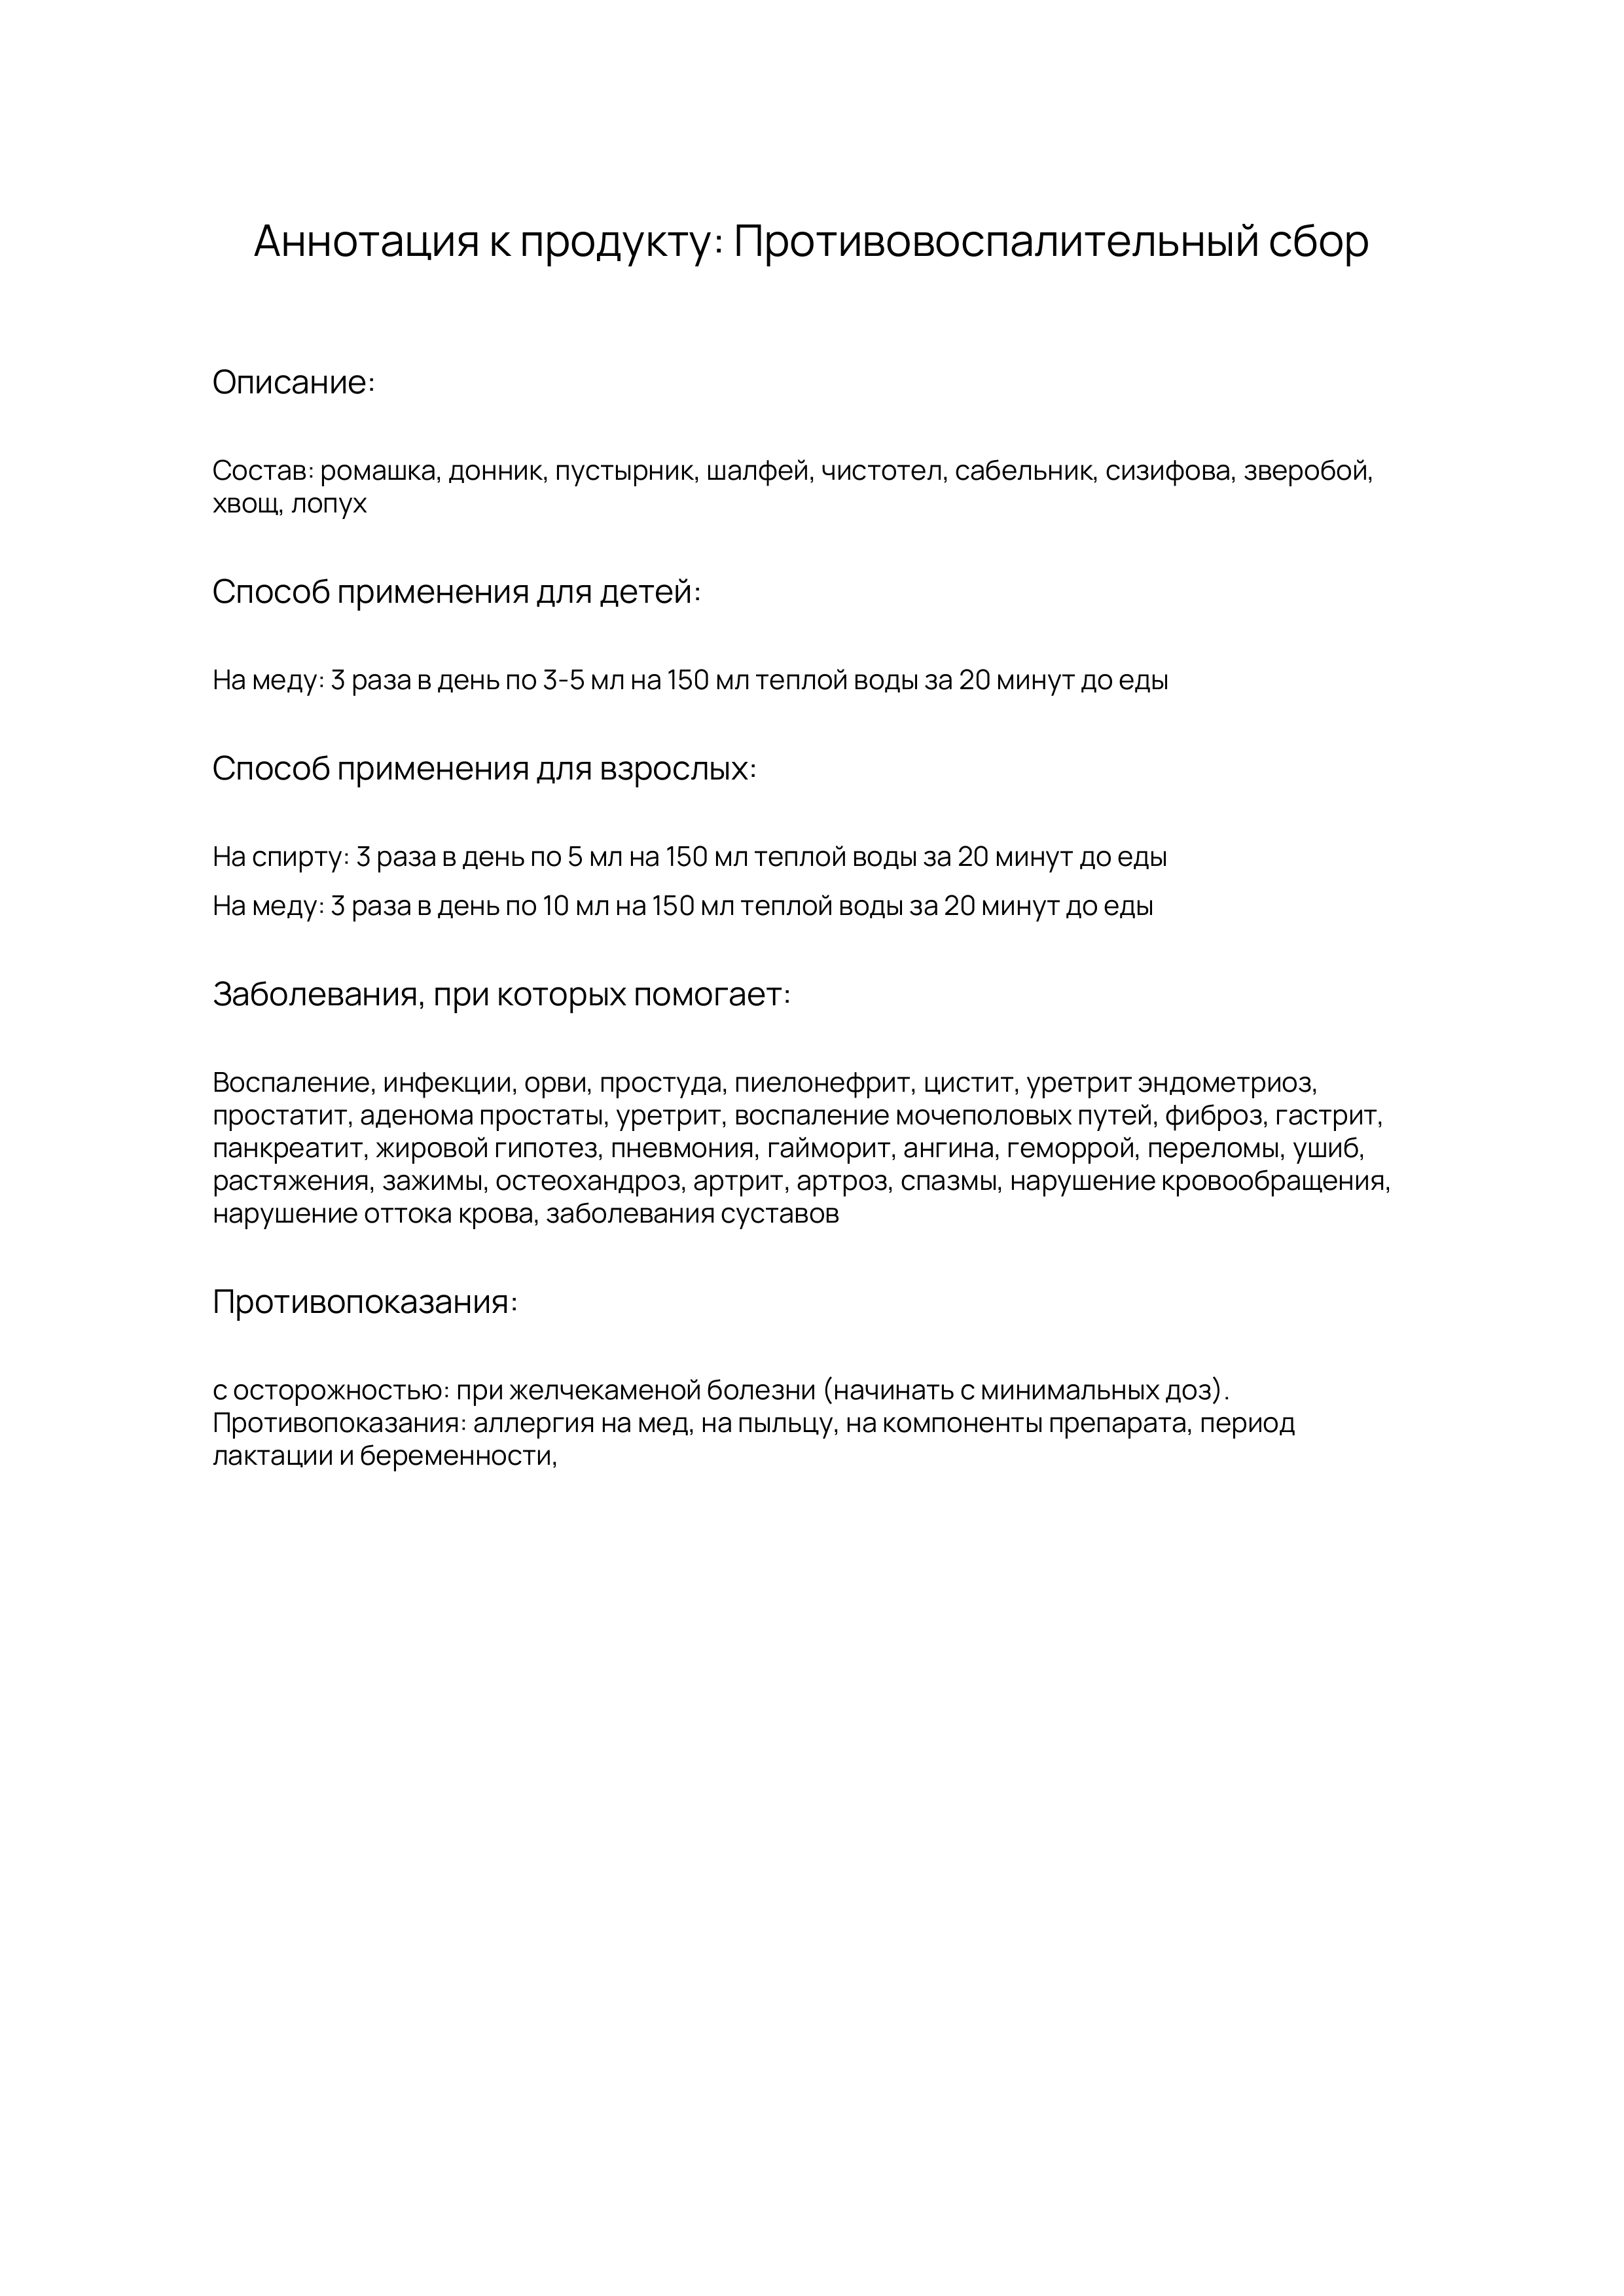 Аннотация к продукту: Противовоспалительный сбор
Описание:
Состав: ромашка, донник, пустырник, шалфей, чистотел, сабельник, сизифова, зверобой,
хвощ, лопух
Способ применения для детей:
На меду: 3 раза в день по 3-5 мл на 150 мл теплой воды за 20 минут до еды
Способ применения для взрослых:
На спирту: 3 раза в день по 5 мл на 150 мл теплой воды за 20 минут до еды
На меду: 3 раза в день по 10 мл на 150 мл теплой воды за 20 минут до еды
Заболевания, при которых помогает:
Воспаление, инфекции, орви, простуда, пиелонефрит, цистит, уретрит эндометриоз,
простатит, аденома простаты, уретрит, воспаление мочеполовых путей, фиброз, гастрит,
панкреатит, жировой гипотез, пневмония, гайморит, ангина, геморрой, переломы, ушиб,
растяжения, зажимы, остеохандроз, артрит, артроз, спазмы, нарушение кровообращения,
нарушение оттока крова, заболевания суставов
Противопоказания:
с осторожностью: при желчекаменой болезни (начинать с минимальных доз).
Противопоказания: аллергия на мед, на пыльцу, на компоненты препарата, период
лактации и беременности,